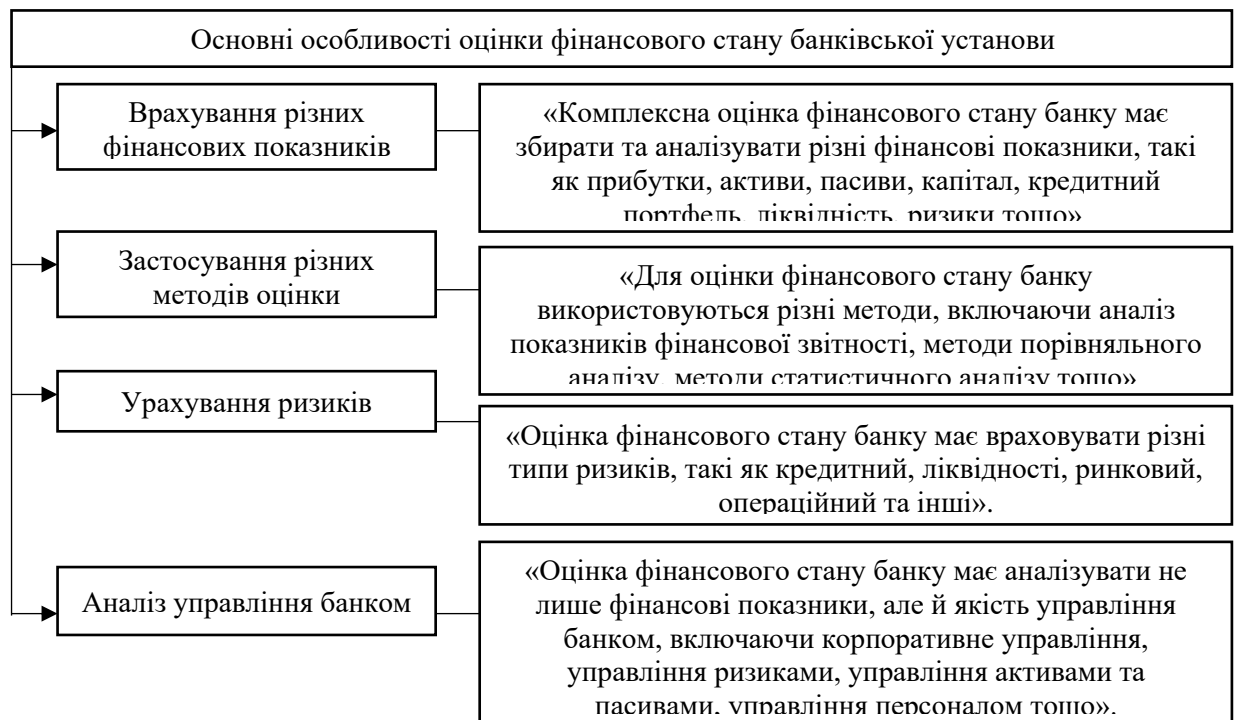 Основні особливості оцінки фінансового стану банківської установи
Врахування різних
фінансових показників
«Комплексна оцінка фінансового стану банку має
збирати та аналізувати різні фінансові показники, такі
як прибутки, активи, пасиви, капітал, кредитний
портфель, ліквідність, ризики тощо»
Застосування різних
методів оцінки
«Для оцінки фінансового стану банку
використовуються різні методи, включаючи аналіз
показників фінансової звітності, методи порівняльного
аналізу, методи статистичного аналізу тощо»
Урахування ризиків
«Оцінка фінансового стану банку має враховувати різні
типи ризиків, такі як кредитний, ліквідності, ринковий,
операційний та інші».
Аналіз управління банком
«Оцінка фінансового стану банку має аналізувати не
лише фінансові показники, але й якість управління
банком, включаючи корпоративне управління,
управління ризиками, управління активами та
пасивами, управління персоналом тощо».